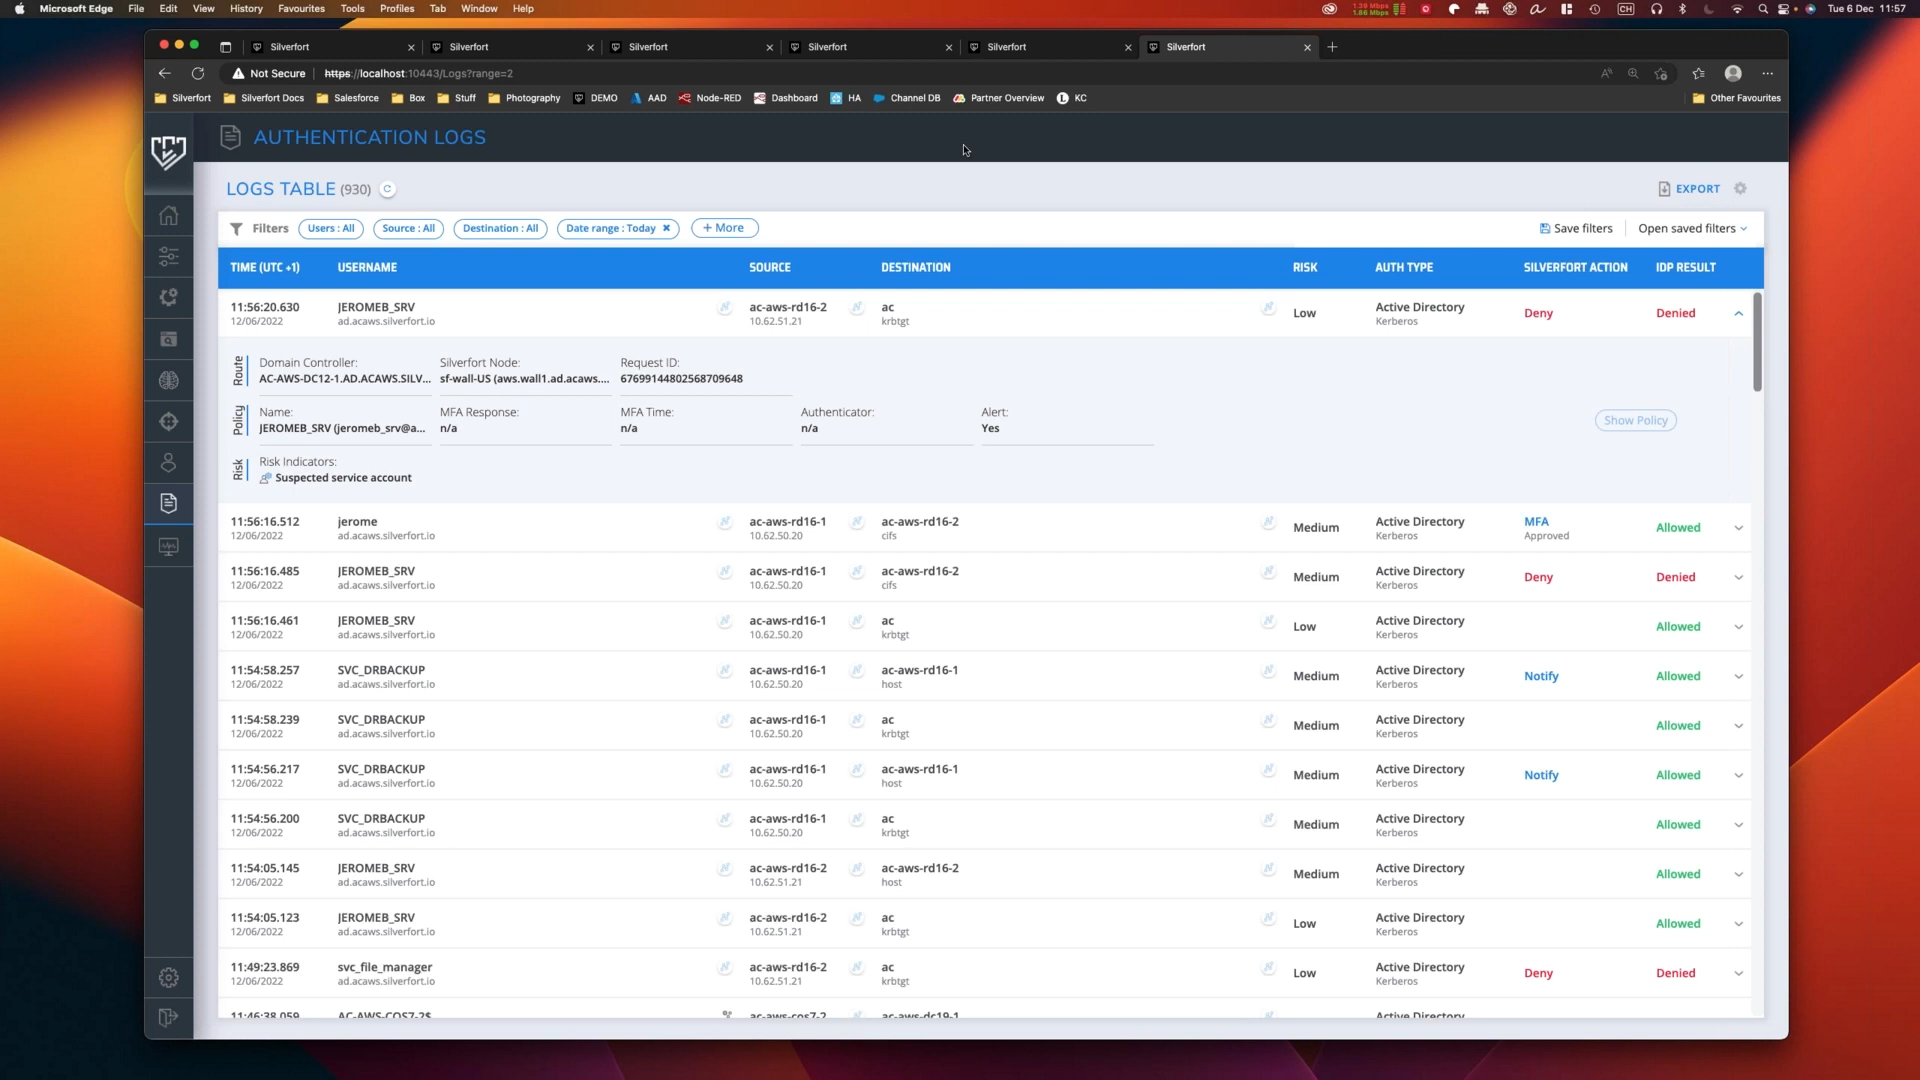 Microsoft Edge File Edit View History Favourites Tools Profiles Tab Window Help Tue 6 Dec 11:57
Silverfort Silverfort Silverfort Silverfort Silverfort Silverfort
Not Secure https://localhost:10443/Logs?range=2
Silverfort Silverfort Docs Salesforce Box Stuff Photography DEMO AAD Node-RED Dashboard HA Channel DB Partner Overview KC Other Favourites
AUTHENTICATION LOGS
LOGS TABLE (930) EXPORT
Filters Users : All Source : All Destination : All Date range : Today + More Save filters Open saved filters
TIME (UTC +1) USERNAME SOURCE DESTINATION RISK AUTH TYPE SILVERFORT ACTION IDP RESULT
11:56:20.630 JEROMEB_SRV ac-aws-rd16-2 ac Low Active Directory Deny Denied
12/06/2022 ad.acaws.silverfort.io 10.62.51.21 krbtgt Kerberos
Route
Domain Controller: Silverfort Node: Request ID:
AC-AWS-DC12-1.AD.ACAWS.SILV... sf-wall-US (aws.wall1.ad.acaws.... 67699144802568709648
Policy
Name: MFA Response: MFA Time: Authenticator: Alert:
JEROMEB_SRV (jeromeb_srv@a... n/a n/a n/a Yes Show Policy
Risk
Risk Indicators:
Suspected service account
11:56:16.512 jerome ac-aws-rd16-1 ac-aws-rd16-2 Medium Active Directory MFA Allowed
12/06/2022 ad.acaws.silverfort.io 10.62.50.20 cifs Kerberos Approved
11:56:16.485 JEROMEB_SRV ac-aws-rd16-1 ac-aws-rd16-2 Medium Active Directory Deny Denied
12/06/2022 ad.acaws.silverfort.io 10.62.50.20 cifs Kerberos
11:56:16.461 JEROMEB_SRV ac-aws-rd16-1 ac Low Active Directory Allowed
12/06/2022 ad.acaws.silverfort.io 10.62.50.20 krbtgt Kerberos
11:54:58.257 SVC_DRBACKUP ac-aws-rd16-1 ac-aws-rd16-1 Medium Active Directory Notify Allowed
12/06/2022 ad.acaws.silverfort.io 10.62.50.20 host Kerberos
11:54:58.239 SVC_DRBACKUP ac-aws-rd16-1 ac Medium Active Directory Allowed
12/06/2022 ad.acaws.silverfort.io 10.62.50.20 krbtgt Kerberos
11:54:56.217 SVC_DRBACKUP ac-aws-rd16-1 ac-aws-rd16-1 Medium Active Directory Notify Allowed
12/06/2022 ad.acaws.silverfort.io 10.62.50.20 host Kerberos
11:54:56.200 SVC_DRBACKUP ac-aws-rd16-1 ac Medium Active Directory Allowed
12/06/2022 ad.acaws.silverfort.io 10.62.50.20 krbtgt Kerberos
11:54:05.145 JEROMEB_SRV ac-aws-rd16-2 ac-aws-rd16-2 Medium Active Directory Allowed
12/06/2022 ad.acaws.silverfort.io 10.62.51.21 host Kerberos
11:54:05.123 JEROMEB_SRV ac-aws-rd16-2 ac Low Active Directory Allowed
12/06/2022 ad.acaws.silverfort.io 10.62.51.21 krbtgt Kerberos
11:49:23.869 svc_file_manager ac-aws-rd16-2 ac Low Active Directory Deny Denied
12/06/2022 ad.acaws.silverfort.io 10.62.51.21 krbtgt Kerberos
11:46:38.059 AC-AWS-COS7-2$ ac-aws-cos7-2 ac-aws-dc19-1 Active Directory